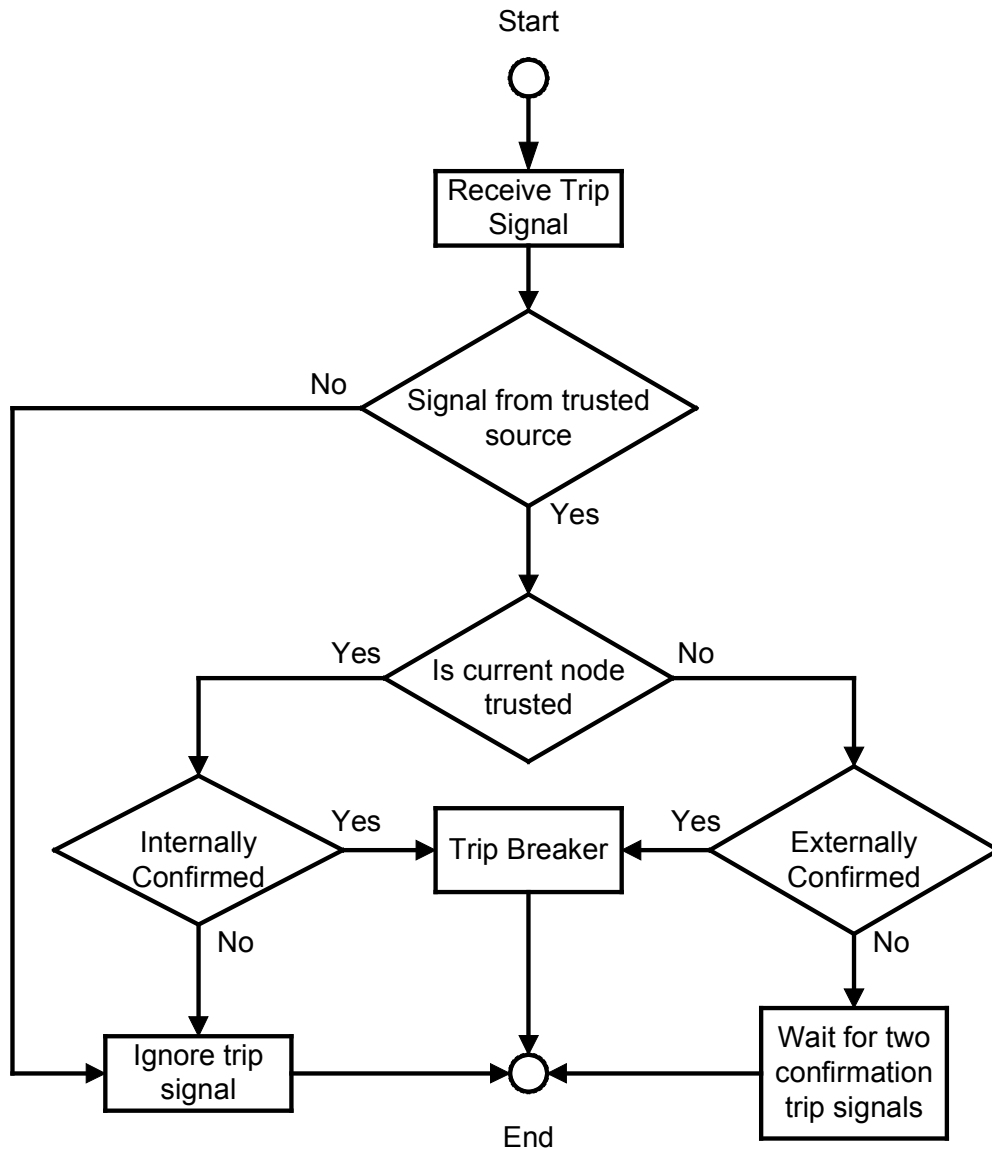 Start
Receive Trip
Signal
No
Signal from trusted
source
Yes
Yes
Is current node
trusted
No
Internally
Confirmed
Yes
Trip Breaker
Yes
Externally
Confirmed
No
No
Ignore trip
signal
Wait for two
confirmation
trip signals
End